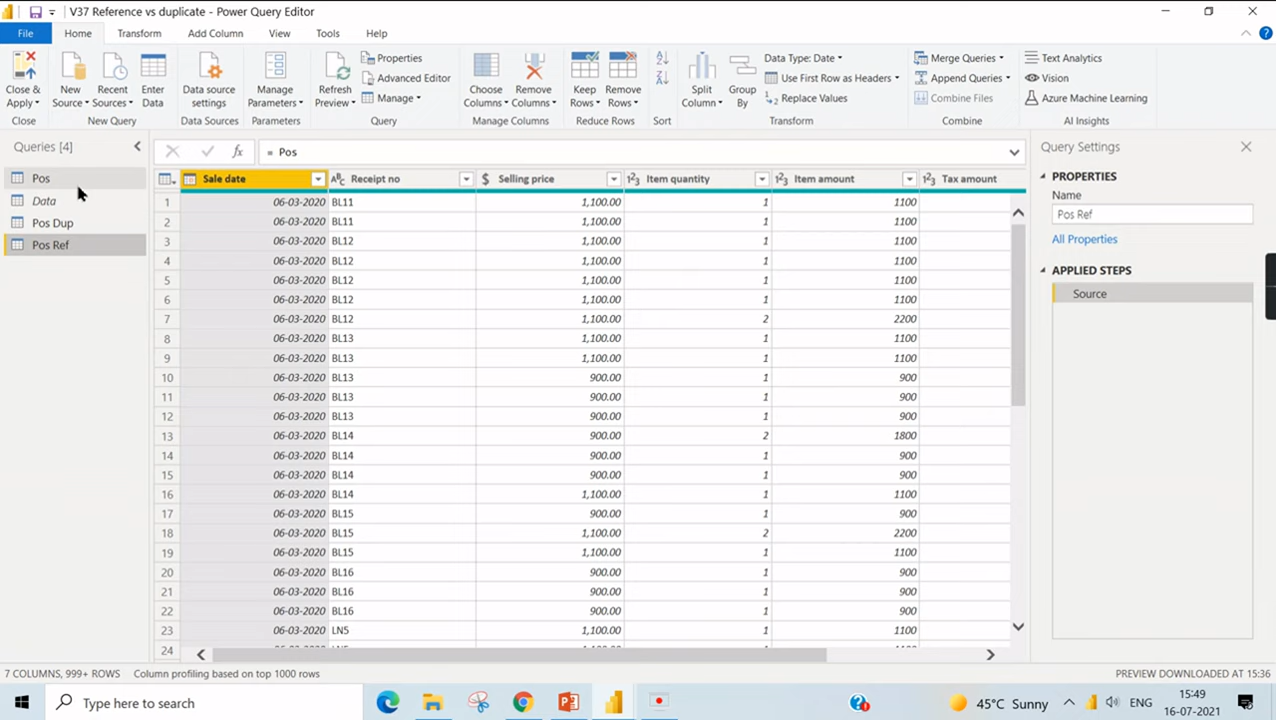 V37 Reference vs duplicate - Power Query Editor
File Home Transform Add Column View Tools Help
Close & Apply
New Source
Recent Sources
Enter Data
Data source settings
Manage Parameters
Refresh Preview
Properties
Advanced Editor
Manage
Choose Columns
Remove Columns
Keep Rows
Remove Rows
Split Column
Group By
Data Type: Date
Use First Row as Headers
Replace Values
Merge Queries
Append Queries
Combine Files
Text Analytics
Vision
Azure Machine Learning
Close New Query Data Sources Parameters Query Manage Columns Reduce Rows Sort Transform Combine AI Insights
Queries [4]
Pos
Data
Pos Dup
Pos Ref
fx = Pos
Sale date ABC Receipt no $ Selling price 123 Item quantity 123 Item amount 123 Tax amount
1 06-03-2020 BL11 1,100.00 1 1100
2 06-03-2020 BL11 1,100.00 1 1100
3 06-03-2020 BL12 1,100.00 1 1100
4 06-03-2020 BL12 1,100.00 1 1100
5 06-03-2020 BL12 1,100.00 1 1100
6 06-03-2020 BL12 1,100.00 1 1100
7 06-03-2020 BL12 1,100.00 2 2200
8 06-03-2020 BL13 1,100.00 1 1100
9 06-03-2020 BL13 1,100.00 1 1100
10 06-03-2020 BL13 900.00 1 900
11 06-03-2020 BL13 900.00 1 900
12 06-03-2020 BL13 900.00 1 900
13 06-03-2020 BL14 900.00 2 1800
14 06-03-2020 BL14 900.00 1 900
15 06-03-2020 BL14 900.00 1 900
16 06-03-2020 BL14 1,100.00 1 1100
17 06-03-2020 BL15 900.00 1 900
18 06-03-2020 BL15 1,100.00 2 2200
19 06-03-2020 BL15 1,100.00 1 1100
20 06-03-2020 BL16 900.00 1 900
21 06-03-2020 BL16 900.00 1 900
22 06-03-2020 BL16 900.00 1 900
23 06-03-2020 LN5 1,100.00 1 1100
24
Query Settings
PROPERTIES
Name
Pos Ref
All Properties
APPLIED STEPS
Source
7 COLUMNS, 999+ ROWS Column profiling based on top 1000 rows
PREVIEW DOWNLOADED AT 15:36
Type here to search
45°C Sunny
ENG
15:49
16-07-2021